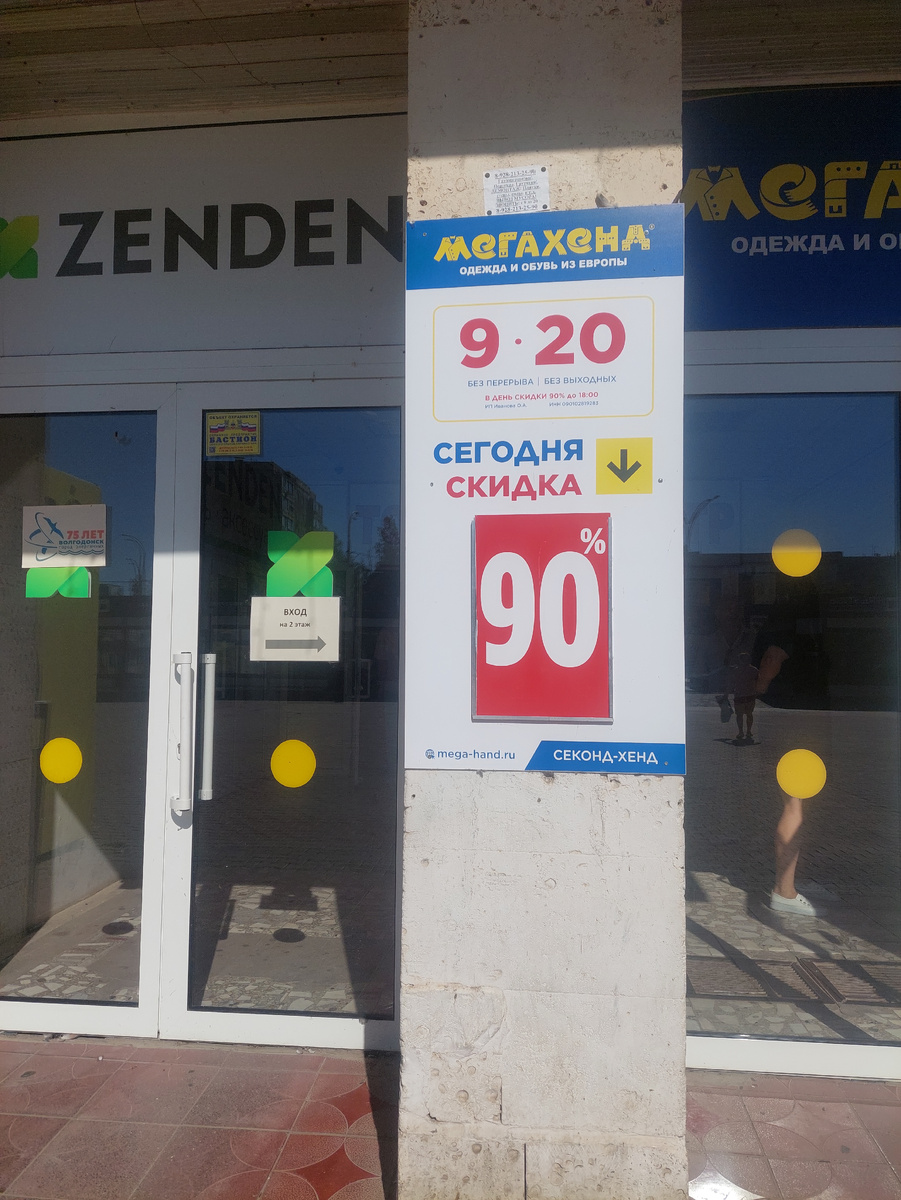 ZENDEN
МЕГАХЕНД
ОДЕЖДА И ОБУВЬ ИЗ ЕВРОПЫ
9 · 20
БЕЗ ПЕРЕРЫВА | БЕЗ ВЫХОДНЫХ
В ДЕНЬ СКИДКИ 90% до 18:00
СЕГОДНЯ
СКИДКА
90%
mega-hand.ru
СЕКОНД-ХЕНД
МЕГА
ОДЕЖДА И
БАСТИОН
75 ЛЕТ
ВОЛГОДОНСК
ВХОД
на 2 этаж